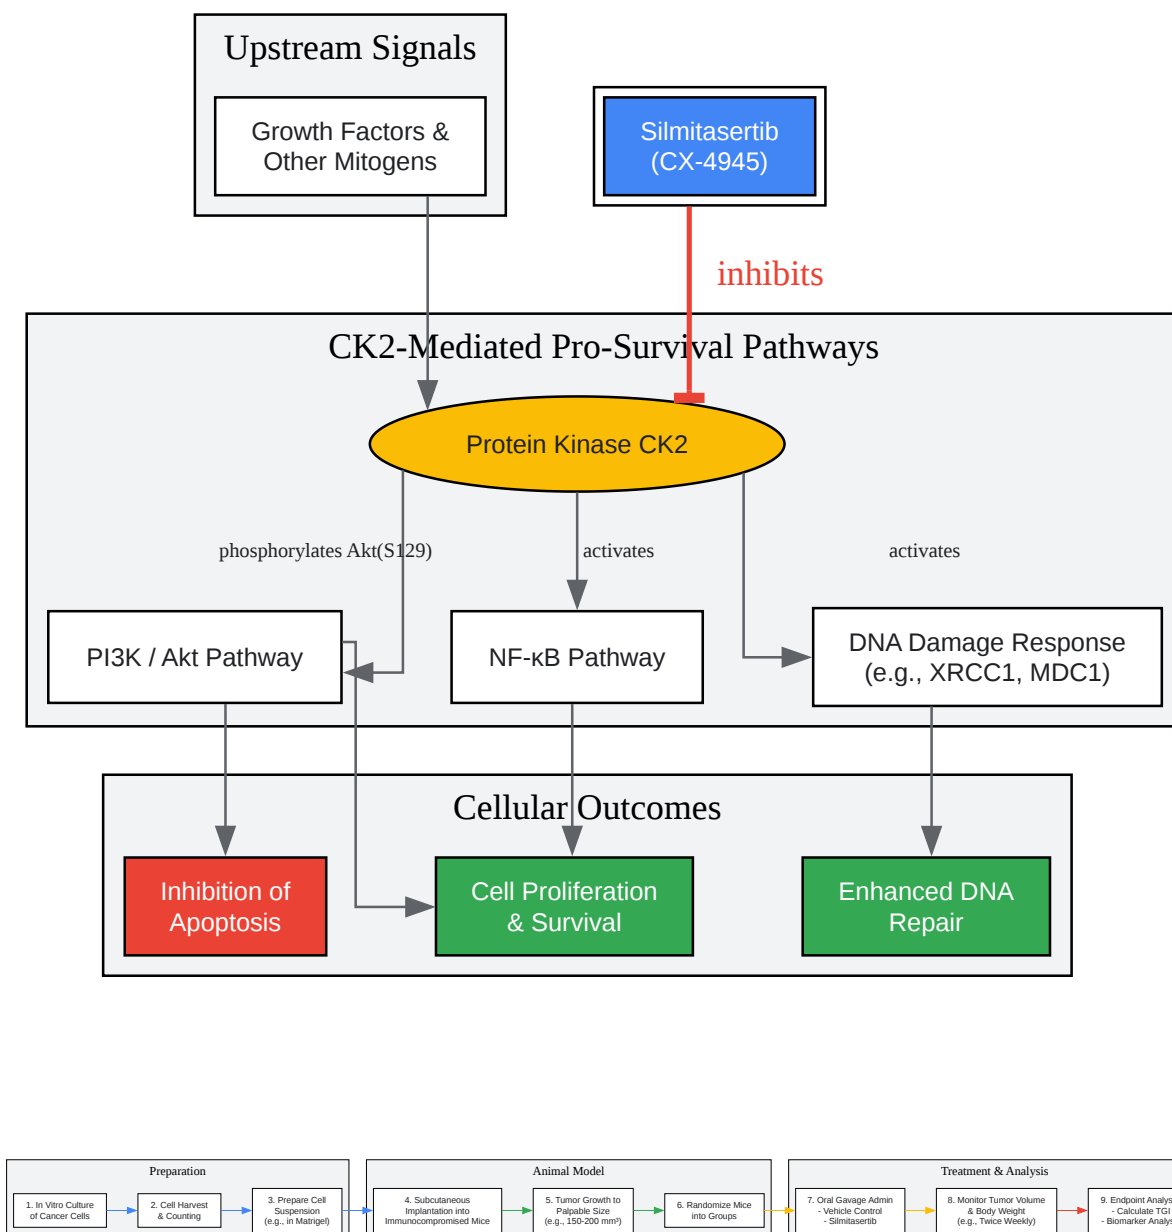 Upstream Signals
Growth Factors &
Other Mitogens
Silmitasertib
(CX-4945)
inhibits
CK2-Mediated Pro-Survival Pathways
Protein Kinase CK2
phosphorylates Akt(S129)
activates
activates
PI3K / Akt Pathway
NF-κB Pathway
DNA Damage Response
(e.g., XRCC1, MDC1)
Cellular Outcomes
Inhibition of
Apoptosis
Cell Proliferation
& Survival
Enhanced DNA
Repair
Preparation
1. In Vitro Culture
of Cancer Cells
2. Cell Harvest
& Counting
3. Prepare Cell
Suspension
(e.g., in Matrigel)
Animal Model
4. Subcutaneous
Implantation into
Immunocompromised Mice
5. Tumor Growth to
Palpable Size
(e.g., 150-200 mm³)
6. Randomize Mice
into Groups
Treatment & Analysis
7. Oral Gavage Admin
- Vehicle Control
- Silmitasertib
8. Monitor Tumor Volume
& Body Weight
(e.g., Twice Weekly)
9. Endpoint
- Calculate TGI
- Biomarker